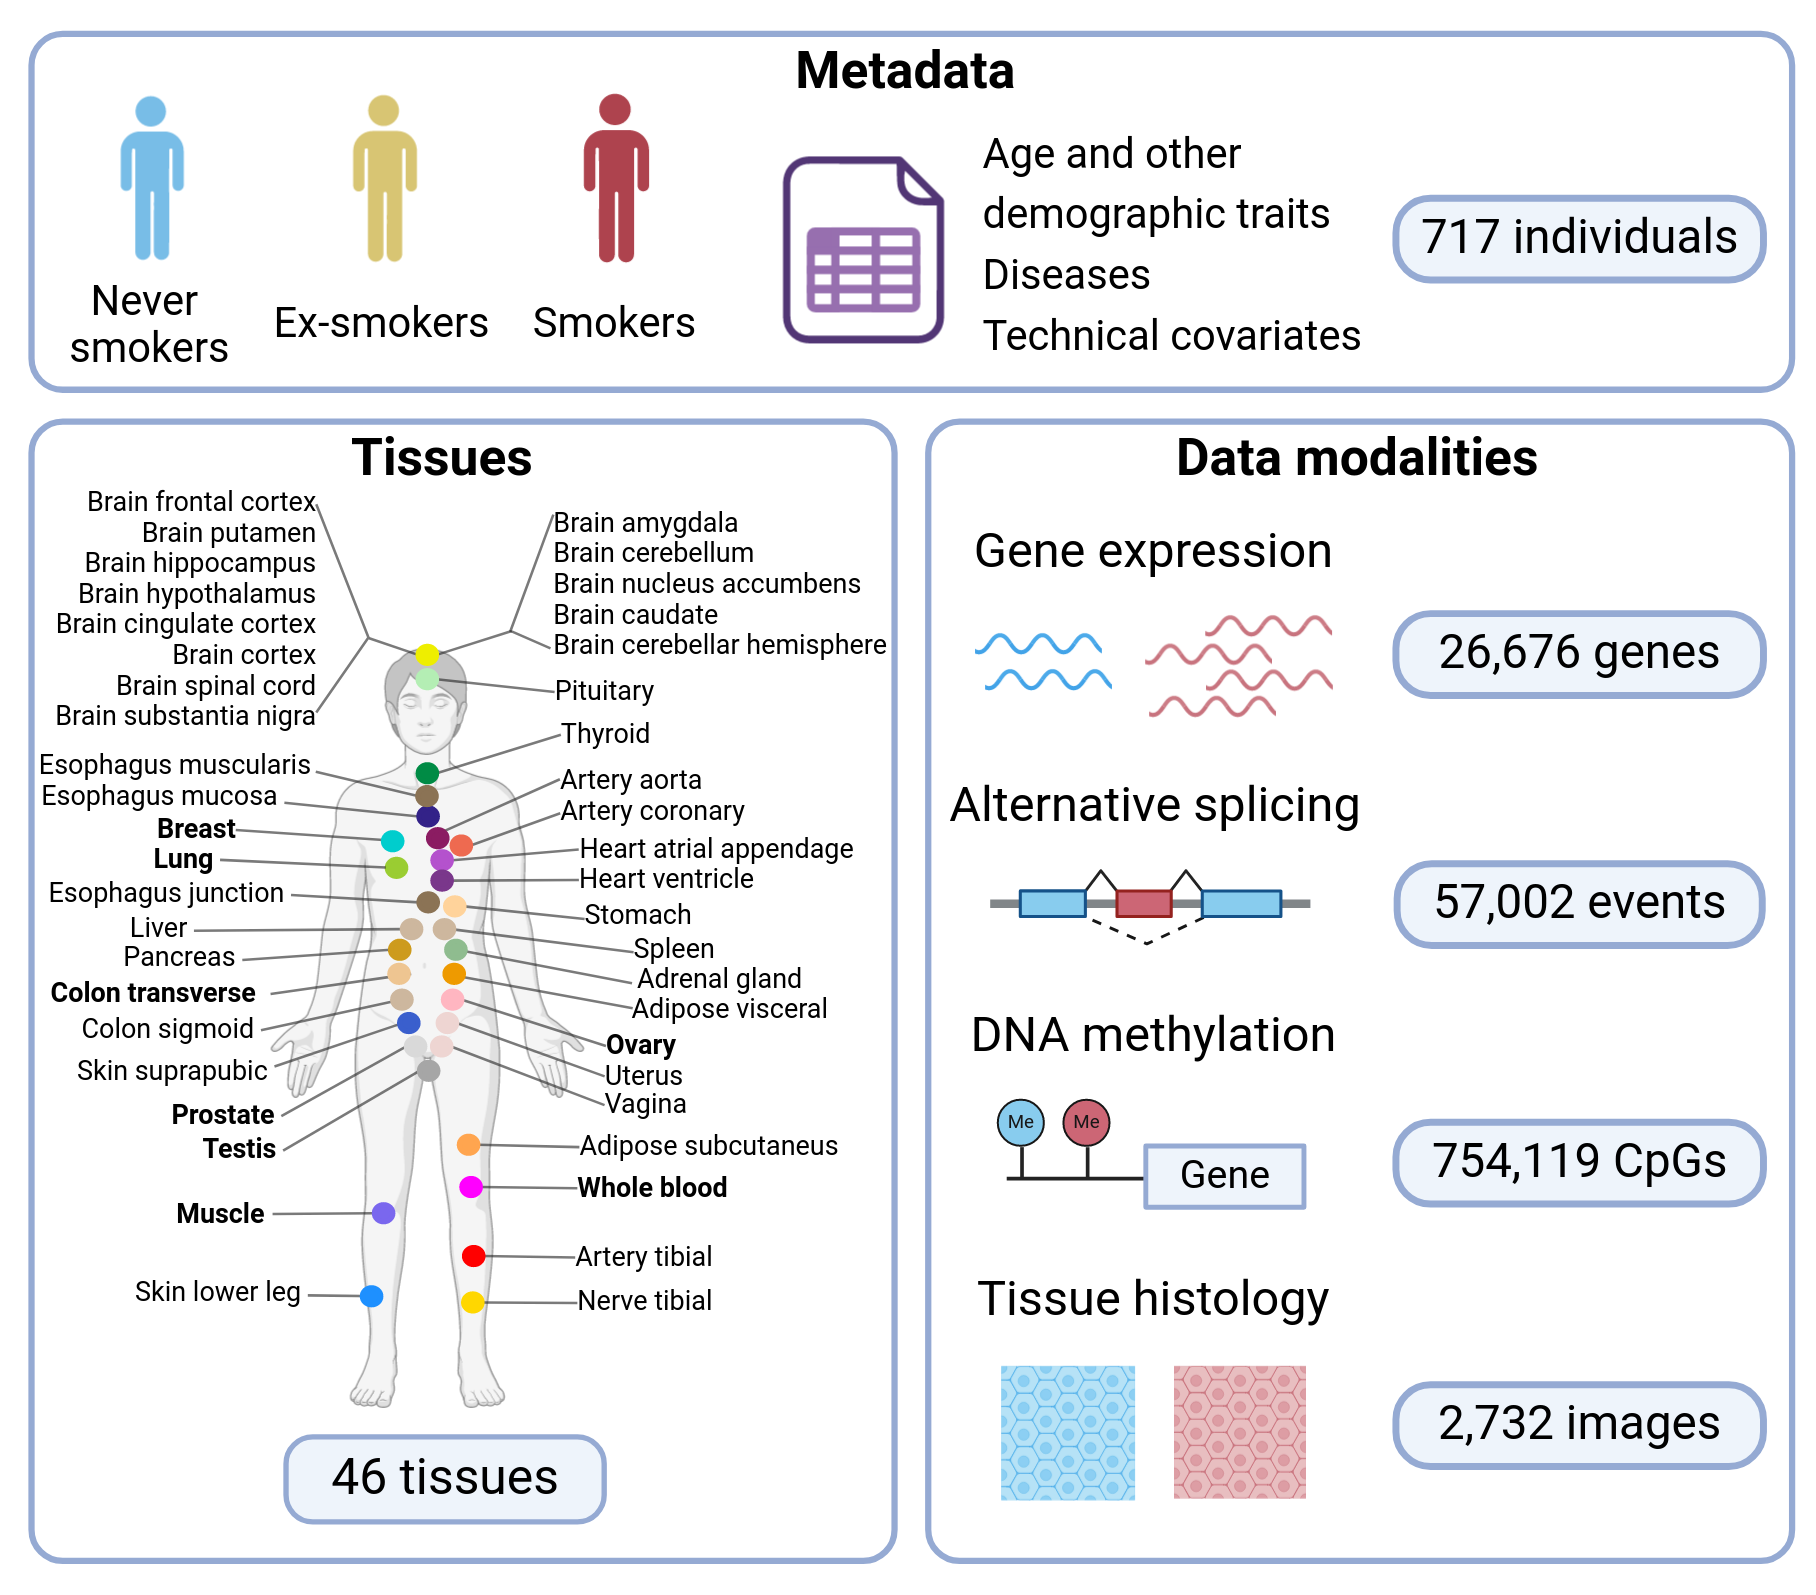 Metadata
Never
smokers
Ex-smokers
Smokers
Age and other
demographic traits
Diseases
Technical covariates
717 individuals
Tissues
Brain frontal cortex
Brain putamen
Brain hippocampus
Brain hypothalamus
Brain cingulate cortex
Brain cortex
Brain spinal cord
Brain substantia nigra
Esophagus muscularis
Esophagus mucosa
Breast
Lung
Esophagus junction
Liver
Pancreas
Colon transverse
Colon sigmoid
Skin suprapubic
Prostate
Testis
Muscle
Skin lower leg
Brain amygdala
Brain cerebellum
Brain nucleus accumbens
Brain caudate
Brain cerebellar hemisphere
Pituitary
Thyroid
Artery aorta
Artery coronary
Heart atrial appendage
Heart ventricle
Stomach
Spleen
Adrenal gland
Adipose visceral
Ovary
Uterus
Vagina
Adipose subcutaneus
Whole blood
Artery tibial
Nerve tibial
46 tissues
Data modalities
Gene expression
26,676 genes
Alternative splicing
57,002 events
DNA methylation
Me Me
Gene
754,119 CpGs
Tissue histology
2,732 images